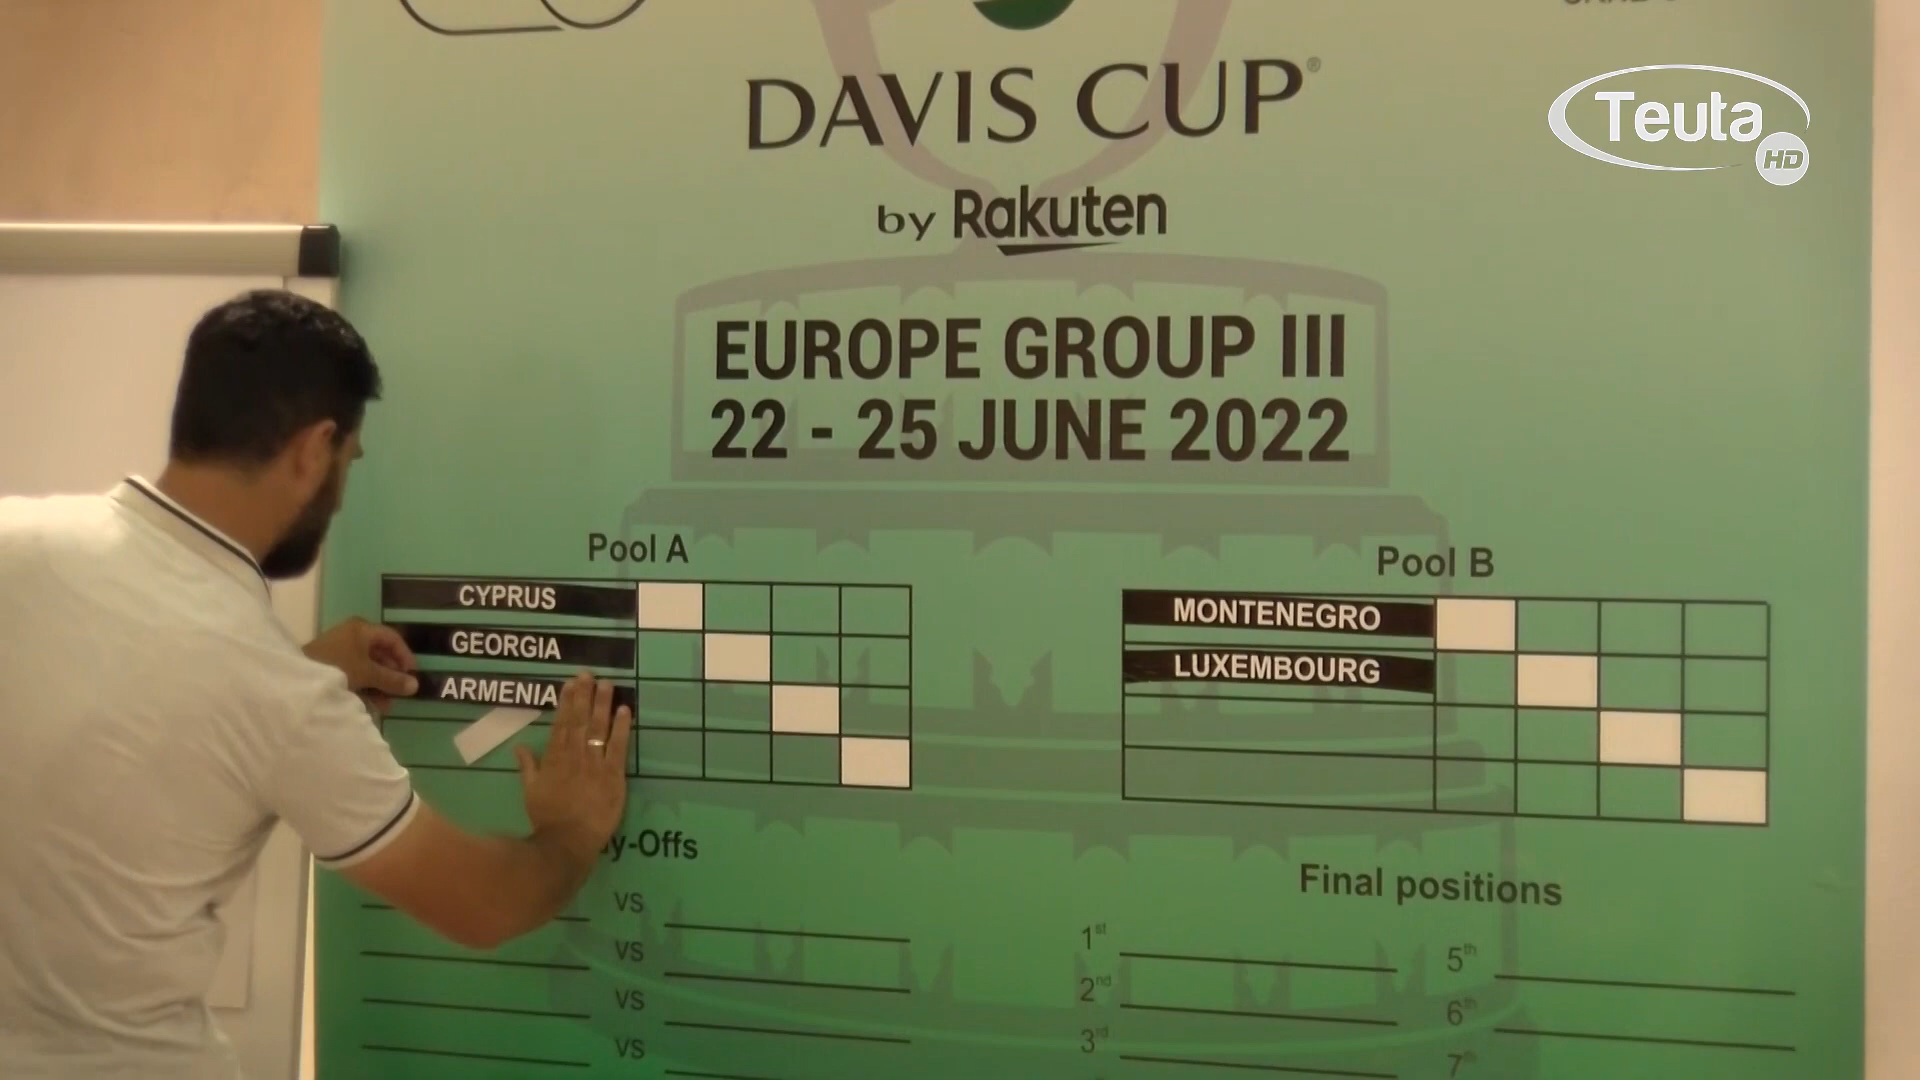 DAVIS CUP®
by Rakuten
Teuta
HD
EUROPE GROUP III
22 - 25 JUNE 2022
Pool A
CYPRUS
GEORGIA
ARMENIA
Pool B
MONTENEGRO
LUXEMBOURG
y-Offs
VS
VS
VS
VS
Final positions
1st
2nd
3rd
5th
6th
7th